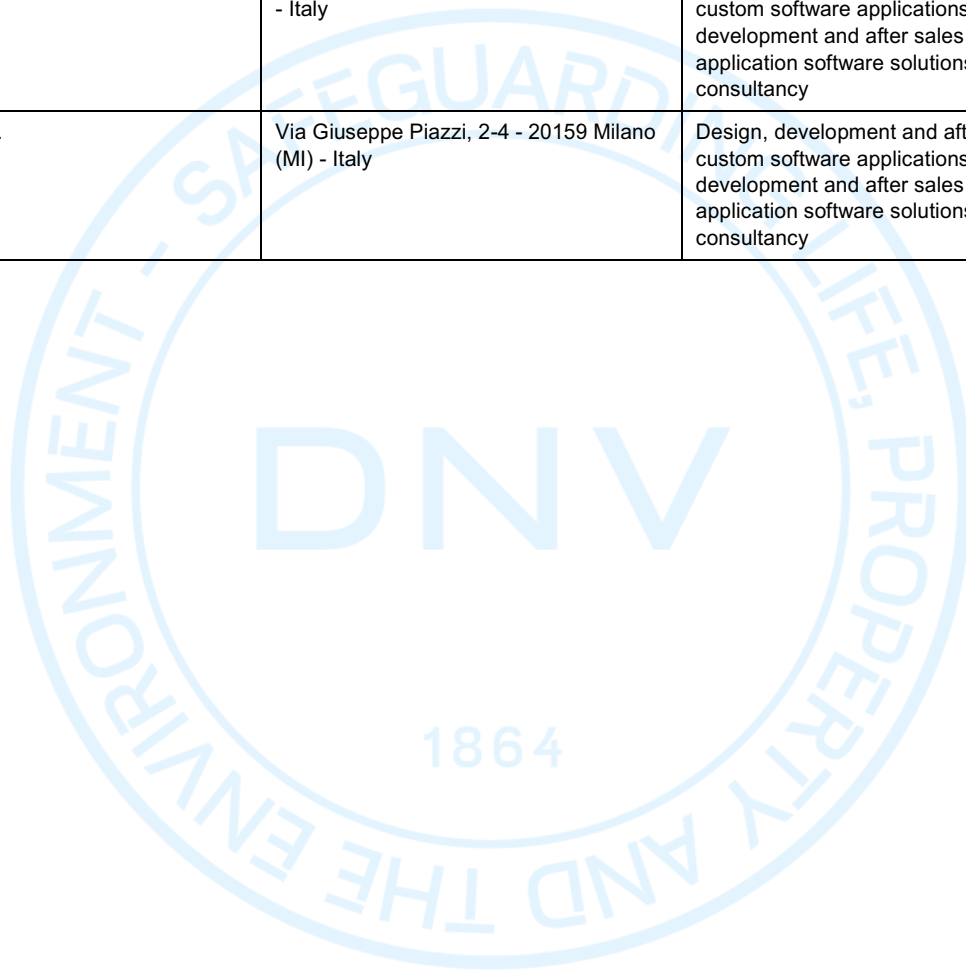 - Italy
custom software applications
development and after sales
application software solutions
consultancy
Via Giuseppe Piazzi, 2-4 - 20159 Milano
(MI) - Italy
Design, development and
custom software applications
development and after sales
application software solutions
consultancy
SAFEGUARDING LIFE, PROPERTY AND THE ENVIRONMENT -
DNV
1864